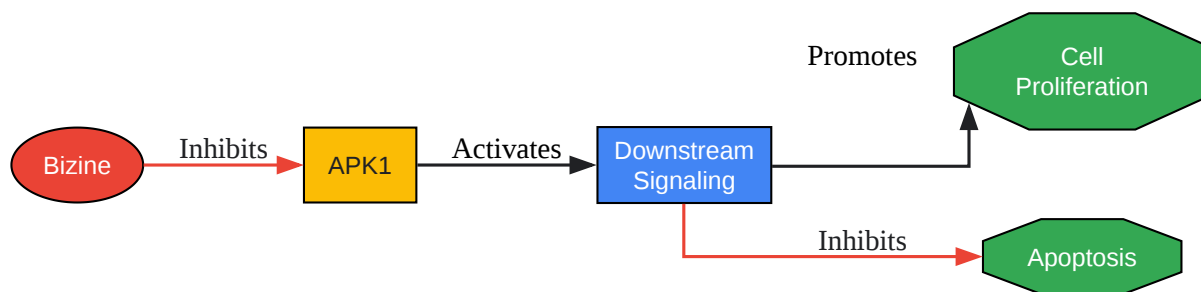 Promotes
Cell
Proliferation
Bizine
Inhibits
APK1
Activates
Downstream
Signaling
Inhibits
Apoptosis